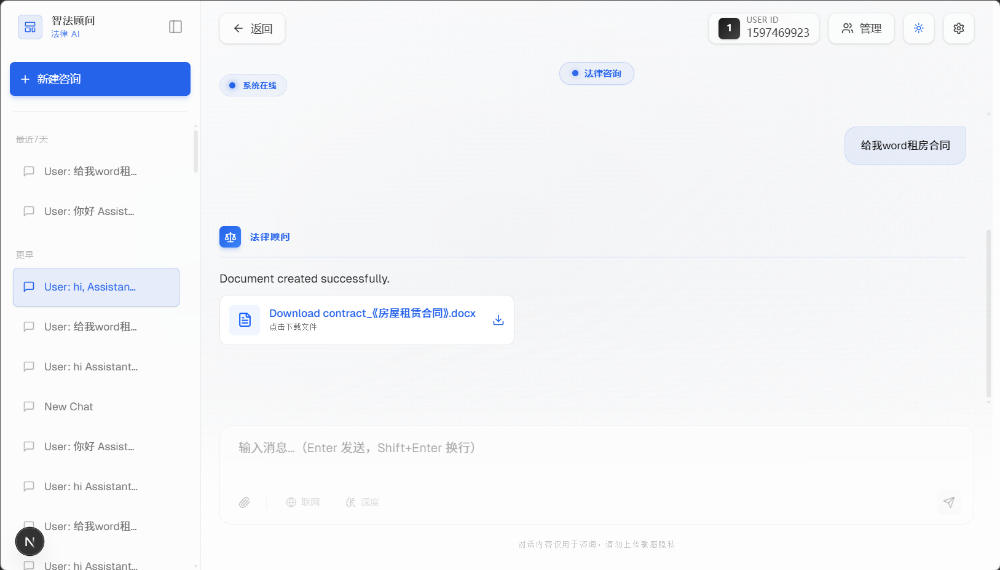 智法顾问
法律 AI
新建咨询
最近7天
User: 给我word租...
User: 你好 Assist...
更早
User: hi, Assistan...
User: 给我word租...
User: hi Assistant...
New Chat
User: 你好 Assist...
User: hi Assistant...
User: 给我word租...
User: hi Assistant...
N
返回
1
USER ID
1597469923
管理
系统在线
法律咨询
给我word租房合同
法律顾问
Document created successfully.
Download contract_《房屋租赁合同》.docx
点击下载文件
输入消息...（Enter 发送，Shift+Enter 换行）
联网
深度
对话内容仅用于咨询，请勿上传敏感隐私